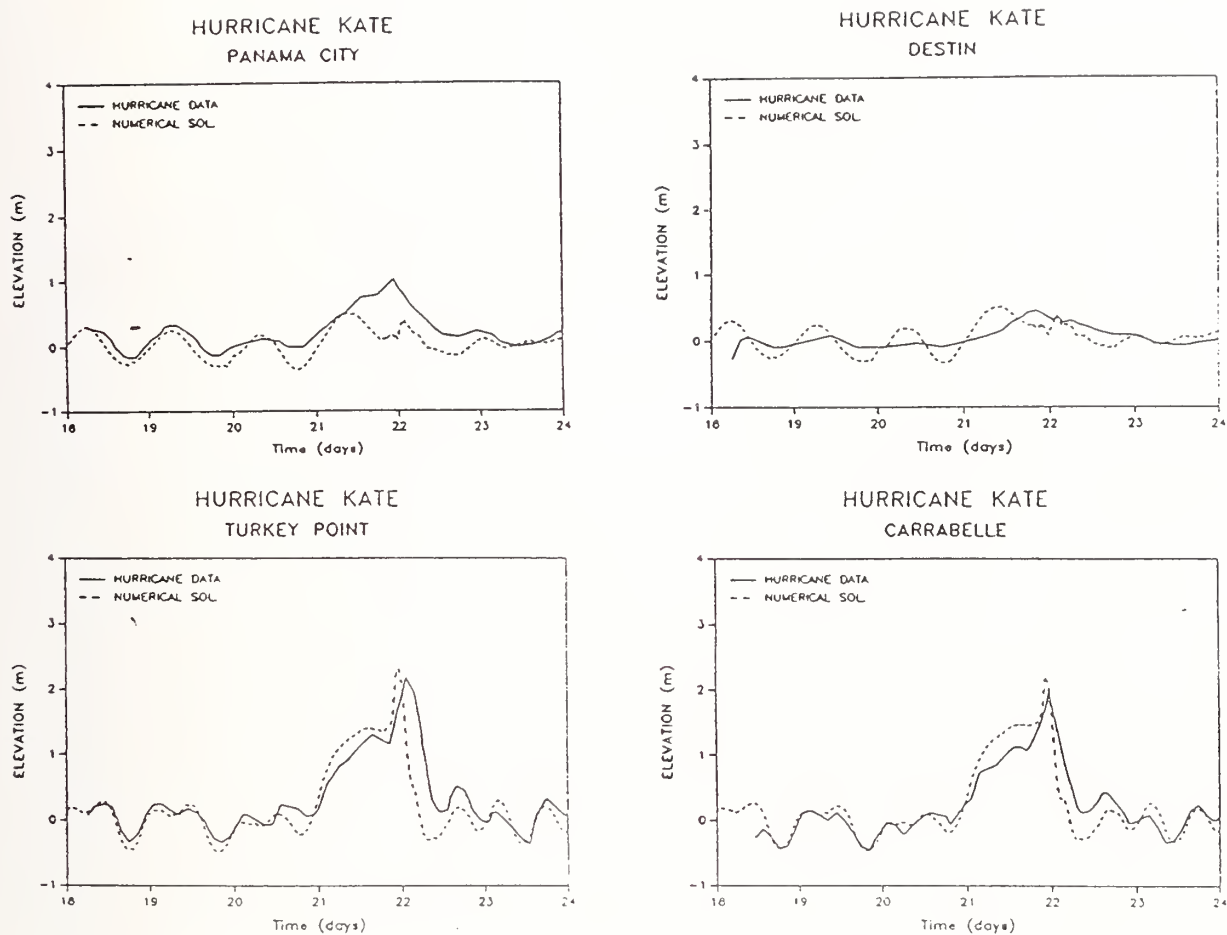 HURRICANE KATE
PANAMA CITY
4
3
2
1
0
-1
ELEVATION (m)
HURRICANE DATA
NUMERICAL SOL.
18
19
20
21
22
23
24
Time (days)
HURRICANE KATE
DESTIN
4
3
2
1
0
-1
ELEVATION (m)
HURRICANE DATA
NUMERICAL SOL.
18
19
20
21
22
23
24
Time (days)
HURRICANE KATE
TURKEY POINT
4
3
2
1
0
-1
ELEVATION (m)
HURRICANE DATA
NUMERICAL SOL.
18
19
20
21
22
23
24
Time (days)
HURRICANE KATE
CARRABELLE
4
3
2
1
0
-1
ELEVATION (m)
HURRICANE DATA
NUMERICAL SOL.
18
19
20
21
22
23
24
Time (days)